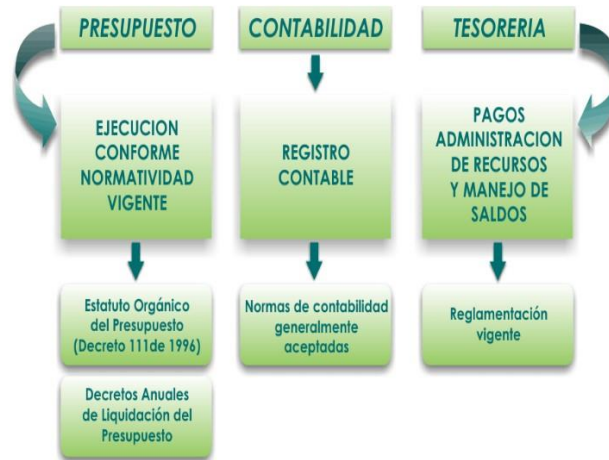 PRESUPUESTO
CONTABILIDAD
TESORERIA
EJECUCION
CONFORME
NORMATIVIDAD
VIGENTE
REGISTRO
CONTABLE
PAGOS
ADMINISTRACION
DE RECURSOS
Y MANEJO DE
SALDOS
Estatuto Orgánico
del Presupuesto
(Decreto 111de 1996)
Normas de contabilidad
generalmente
aceptadas
Reglamentación
vigente
Decretos Anuales
de Liquidación del
Presupuesto